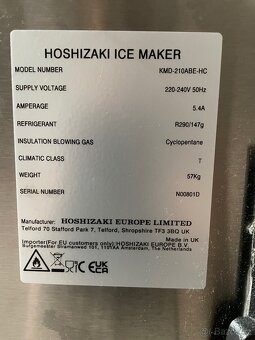 HOSHIZAKI ICE MAKER
MODEL NUMBER KMD-210ABE-HC
SUPPLY VOLTAGE 220-240V 50Hz
AMPERAGE 5.4A
REFRIGERANT R290/147g
INSULATION BLOWING GAS Cyclopentane
CLIMATIC CLASS T
WEIGHT 57Kg
SERIAL NUMBER N00801D
Manufacturer: HOSHIZAKI EUROPE LIMITED
Telford 70 Stafford Park 7, Telford, Shropshire TF3 3BQ UK
Made in UK
Importer(For EU customers only):HOSHIZAKI EUROPE B.V.
Burgemeester Stramanweg 101, 1101AA Amsterdam, The Netherlands
CE UKCA